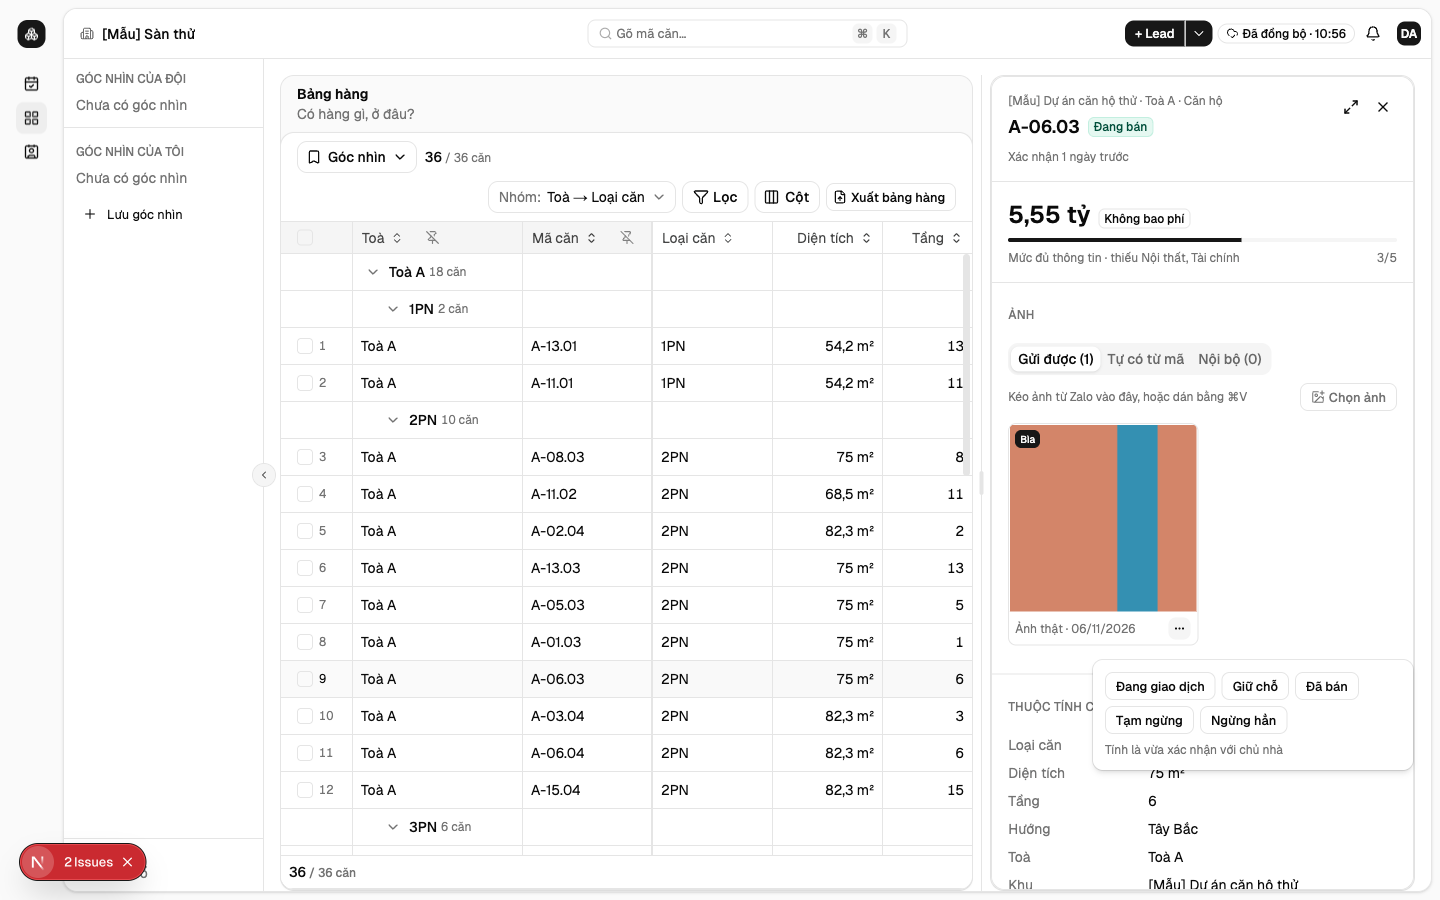 [Mẫu] Sàn thử
Gõ mã căn...
⌘ K
+ Lead
Đã đồng bộ · 10:56
DA
GÓC NHÌN CỦA ĐỘI
Chưa có góc nhìn
GÓC NHÌN CỦA TÔI
Chưa có góc nhìn
+ Lưu góc nhìn
N 2 Issues
Bảng hàng
Có hàng gì, ở đâu?
Góc nhìn
36 / 36 căn
Nhóm: Toà → Loại căn
Lọc
Cột
Xuất bảng hàng
Toà Mã căn Loại căn Diện tích Tầng
Toà A 18 căn
1PN 2 căn
1 Toà A A-13.01 1PN 54,2 m² 13
2 Toà A A-11.01 1PN 54,2 m² 11
2PN 10 căn
3 Toà A A-08.03 2PN 75 m² 8
4 Toà A A-11.02 2PN 68,5 m² 11
5 Toà A A-02.04 2PN 82,3 m² 2
6 Toà A A-13.03 2PN 75 m² 13
7 Toà A A-05.03 2PN 75 m² 5
8 Toà A A-01.03 2PN 75 m² 1
9 Toà A A-06.03 2PN 75 m² 6
10 Toà A A-03.04 2PN 82,3 m² 3
11 Toà A A-06.04 2PN 82,3 m² 6
12 Toà A A-15.04 2PN 82,3 m² 15
3PN 6 căn
36 / 36 căn
[Mẫu] Dự án căn hộ thử · Toà A · Căn hộ
A-06.03 Đang bán
Xác nhận 1 ngày trước
5,55 tỷ Không bao phí
Mức đủ thông tin · thiếu Nội thất, Tài chính 3/5
ẢNH
Gửi được (1) Tự có từ mã Nội bộ (0)
Kéo ảnh từ Zalo vào đây, hoặc dán bằng ⌘V
Chọn ảnh
Bìa
Ảnh thật · 06/11/2026
Đang giao dịch Giữ chỗ Đã bán
Tạm ngừng Ngừng hẳn
Tính là vừa xác nhận với chủ nhà
THUỘC TÍNH
Loại căn
Diện tích 75 m²
Tầng 6
Hướng Tây Bắc
Toà Toà A
Khu [Mẫu] Dự án căn hộ thử